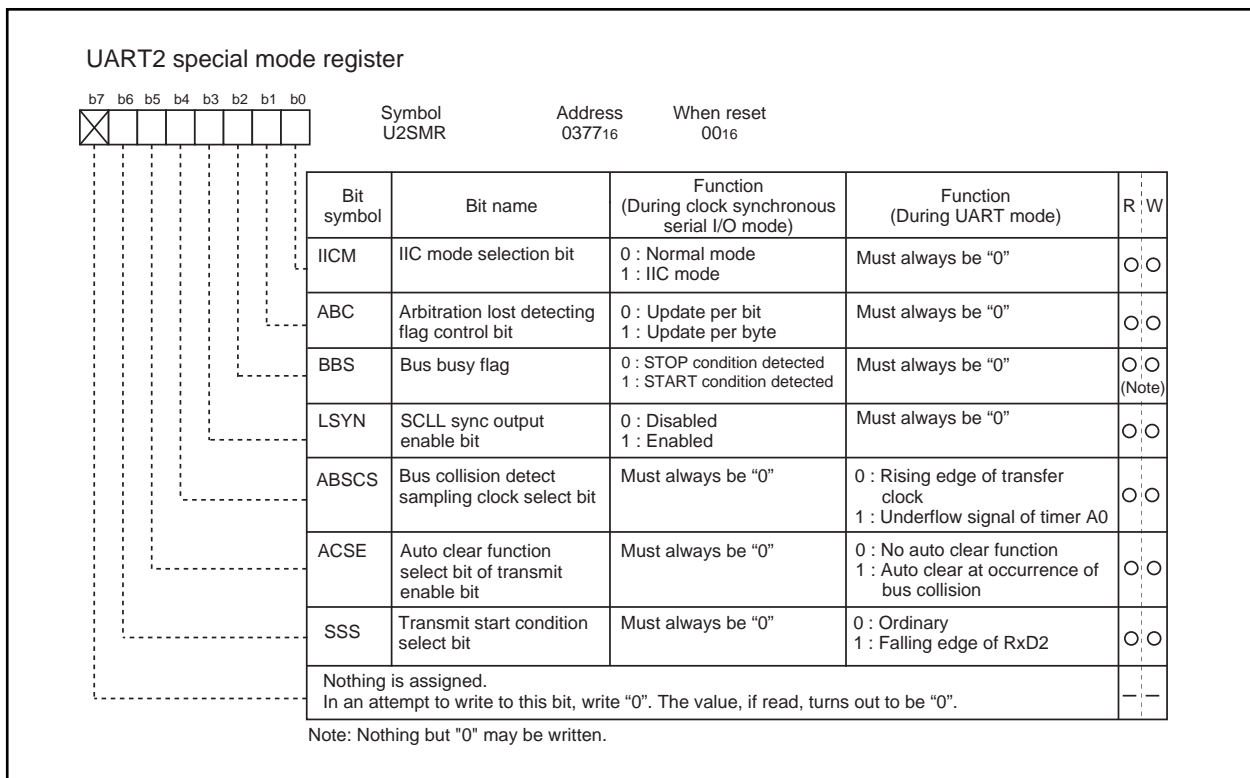 UART2 special mode register
b7 b6 b5 b4 b3 b2 b1 b0
Symbol Address When reset
U2SMR 037716 0016
Bit symbol Bit name Function (During clock synchronous serial I/O mode) Function (During UART mode) R W
IICM IIC mode selection bit 0 : Normal mode Must always be “0”
1 : IIC mode
ABC Arbitration lost detecting 0 : Update per bit Must always be “0”
flag control bit 1 : Update per byte
BBS Bus busy flag 0 : STOP condition detected Must always be “0”
1 : START condition detected (Note)
LSYN SCLL sync output 0 : Disabled Must always be “0”
enable bit 1 : Enabled
ABSCS Bus collision detect Must always be “0” 0 : Rising edge of transfer
sampling clock select bit clock
1 : Underflow signal of timer A0
ACSE Auto clear function Must always be “0” 0 : No auto clear function
select bit of transmit 1 : Auto clear at occurrence of
enable bit bus collision
SSS Transmit start condition Must always be “0” 0 : Ordinary
select bit 1 : Falling edge of RxD2
Nothing is assigned.
In an attempt to write to this bit, write “0”. The value, if read, turns out to be “0”.
Note: Nothing but "0" may be written.